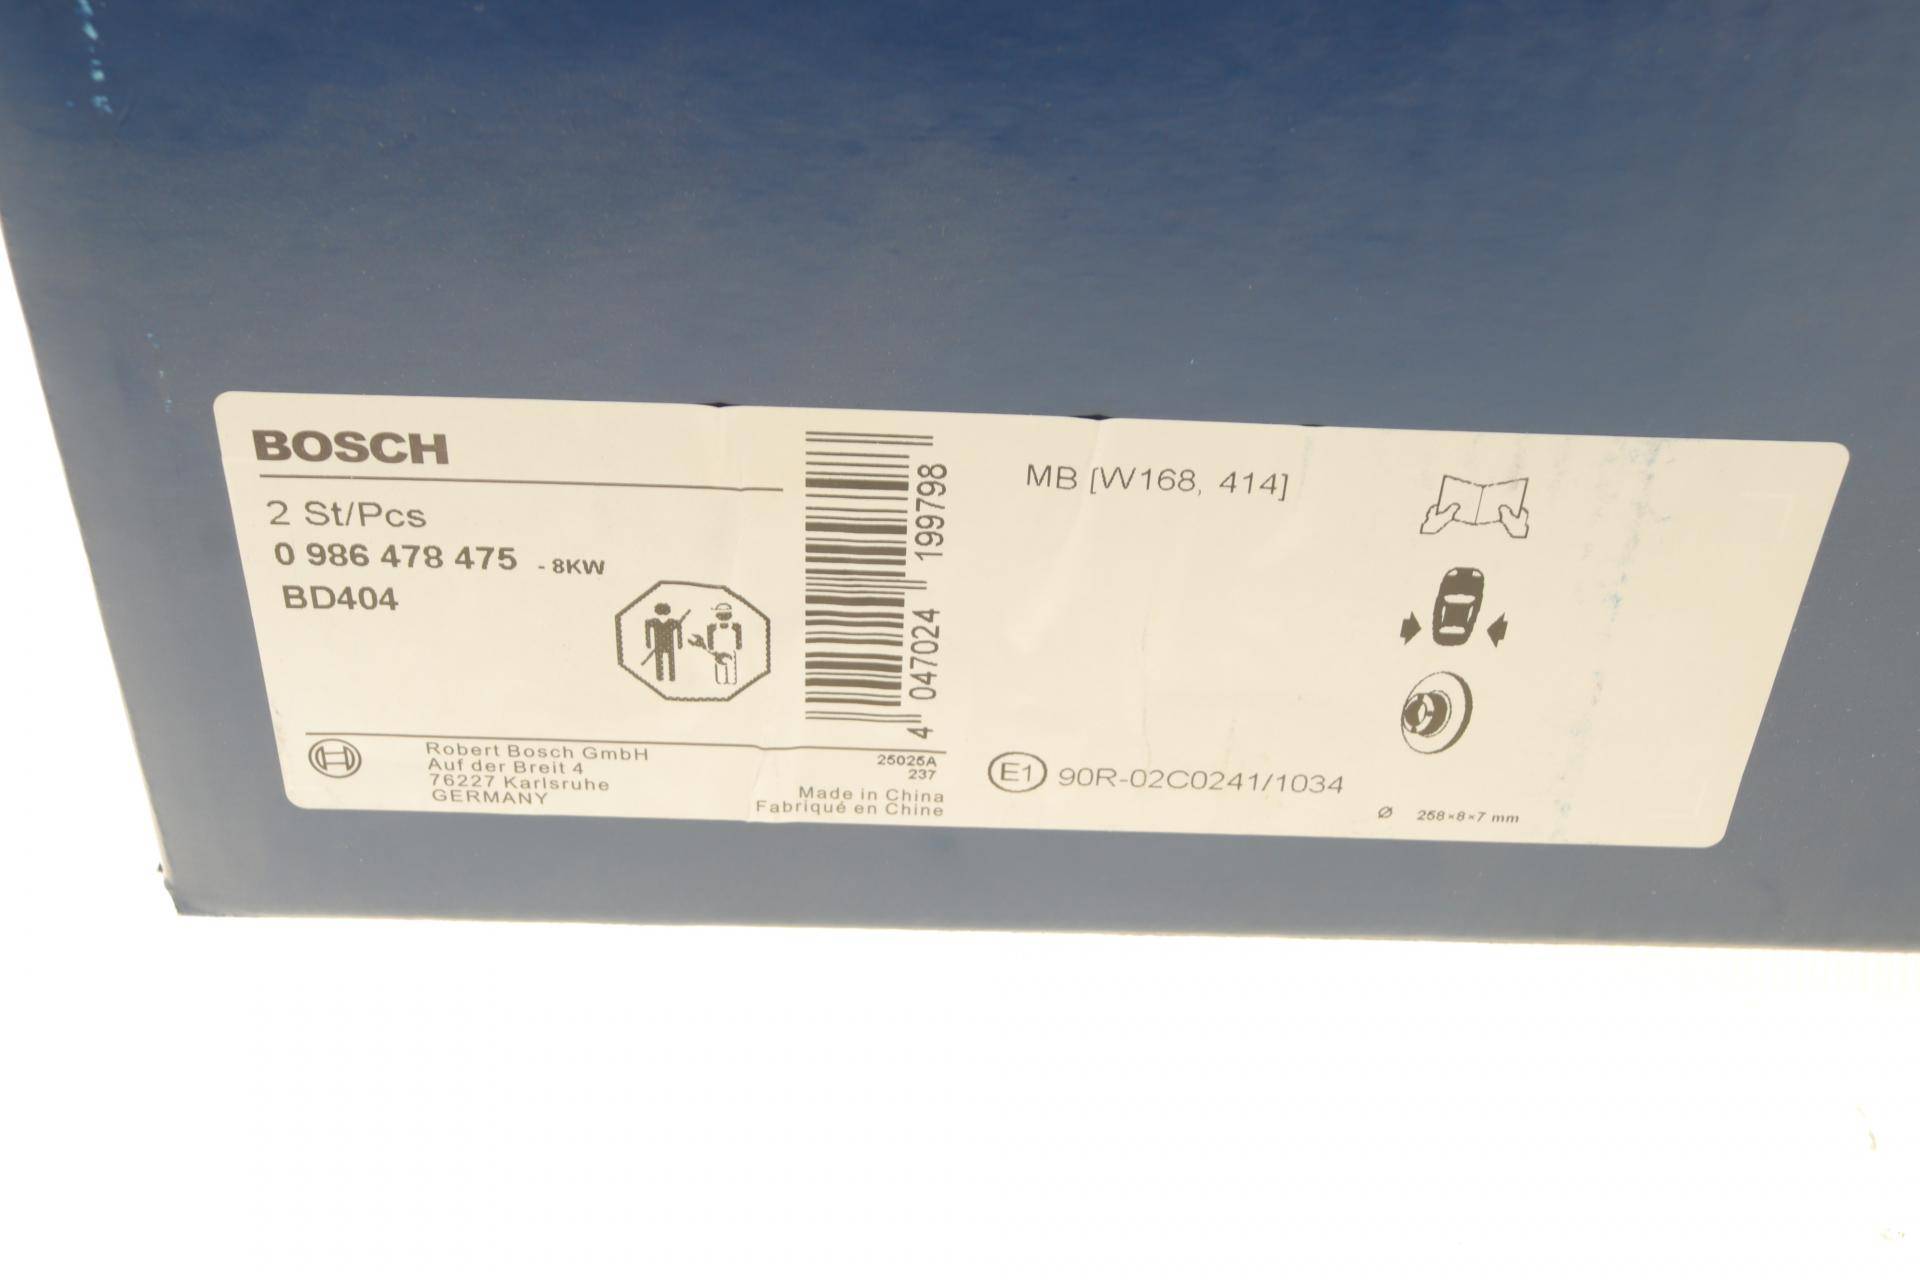 BOSCH
2 St/Pcs
0 986 478 475 - 8KW
BD404
4 047024 199798
MB [W168, 414]
Robert Bosch GmbH
Auf der Breit 4
76227 Karlsruhe
GERMANY
25025A
237
Made in China
Fabriqué en Chine
E1 90R-02C0241/1034
Ø 258×8×7 mm